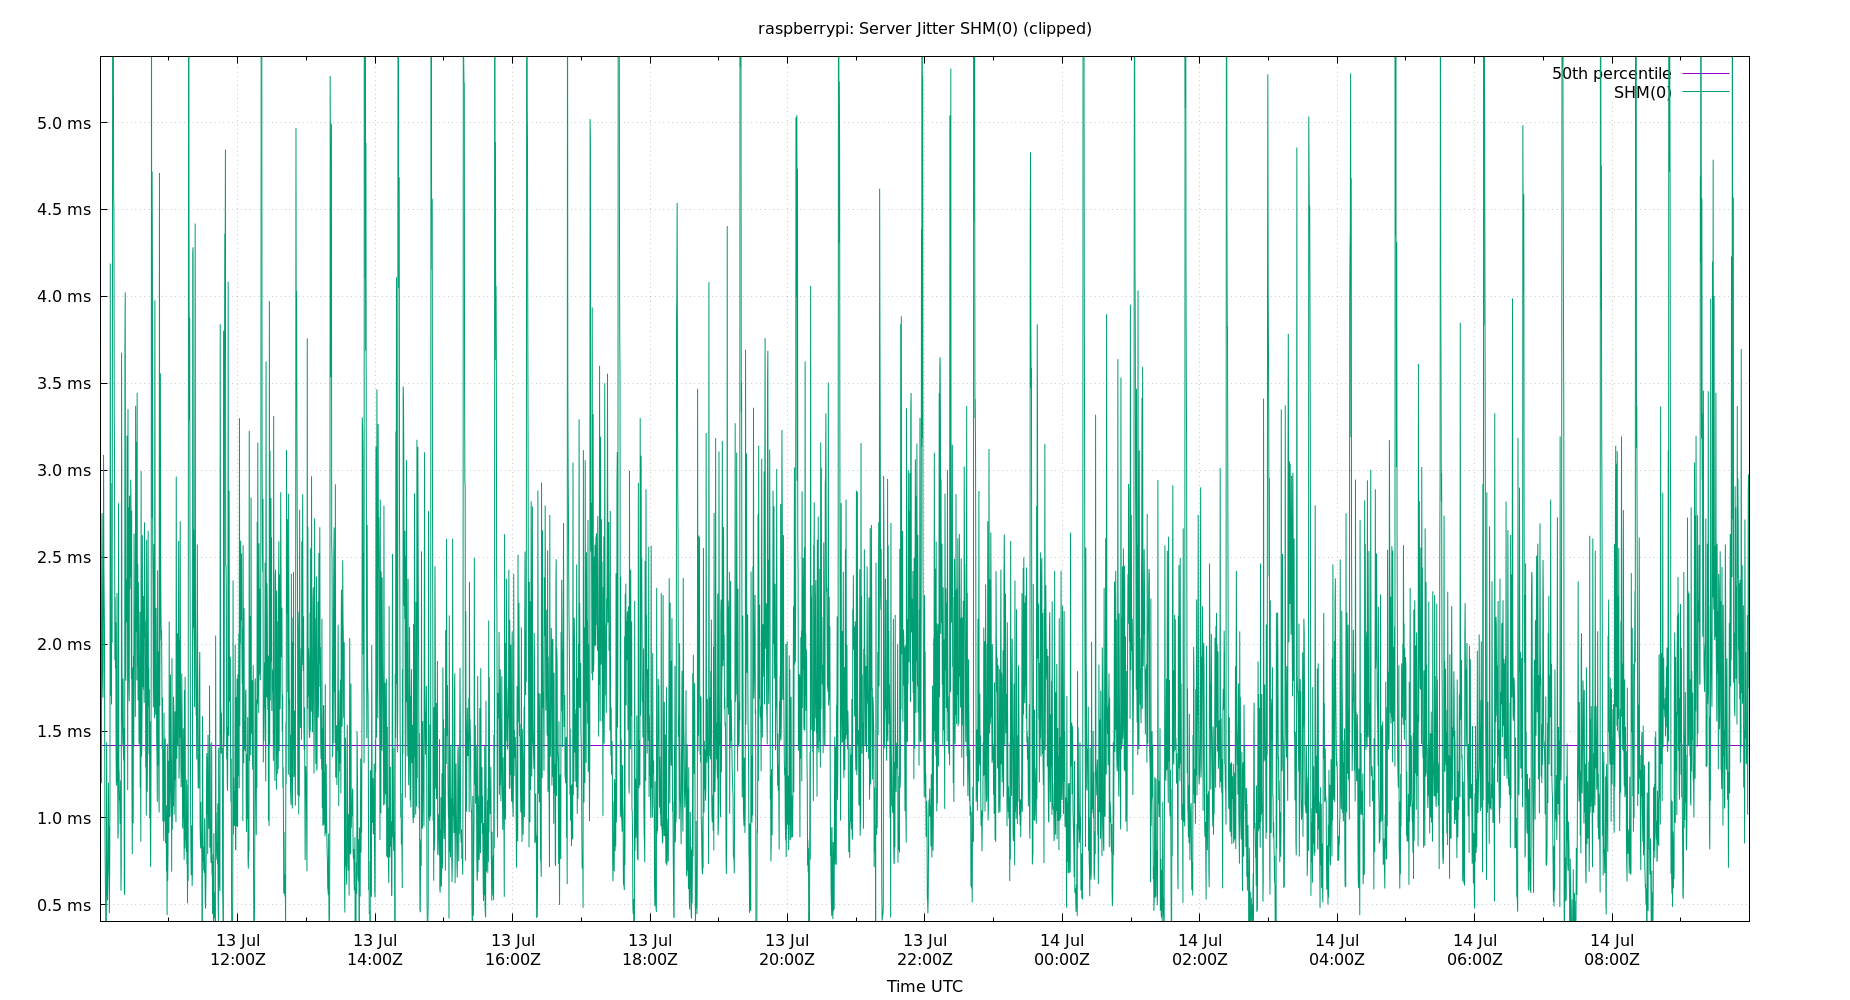 raspberrypi: Server Jitter SHM(0) (clipped)
50th percentile
SHM(0)
5.0 ms
4.5 ms
4.0 ms
3.5 ms
3.0 ms
2.5 ms
2.0 ms
1.5 ms
1.0 ms
0.5 ms
13 Jul 13 Jul 13 Jul 13 Jul 13 Jul 13 Jul 14 Jul 14 Jul 14 Jul 14 Jul 14 Jul
12:00Z 14:00Z 16:00Z 18:00Z 20:00Z 22:00Z 00:00Z 02:00Z 04:00Z 06:00Z 08:00Z
Time UTC